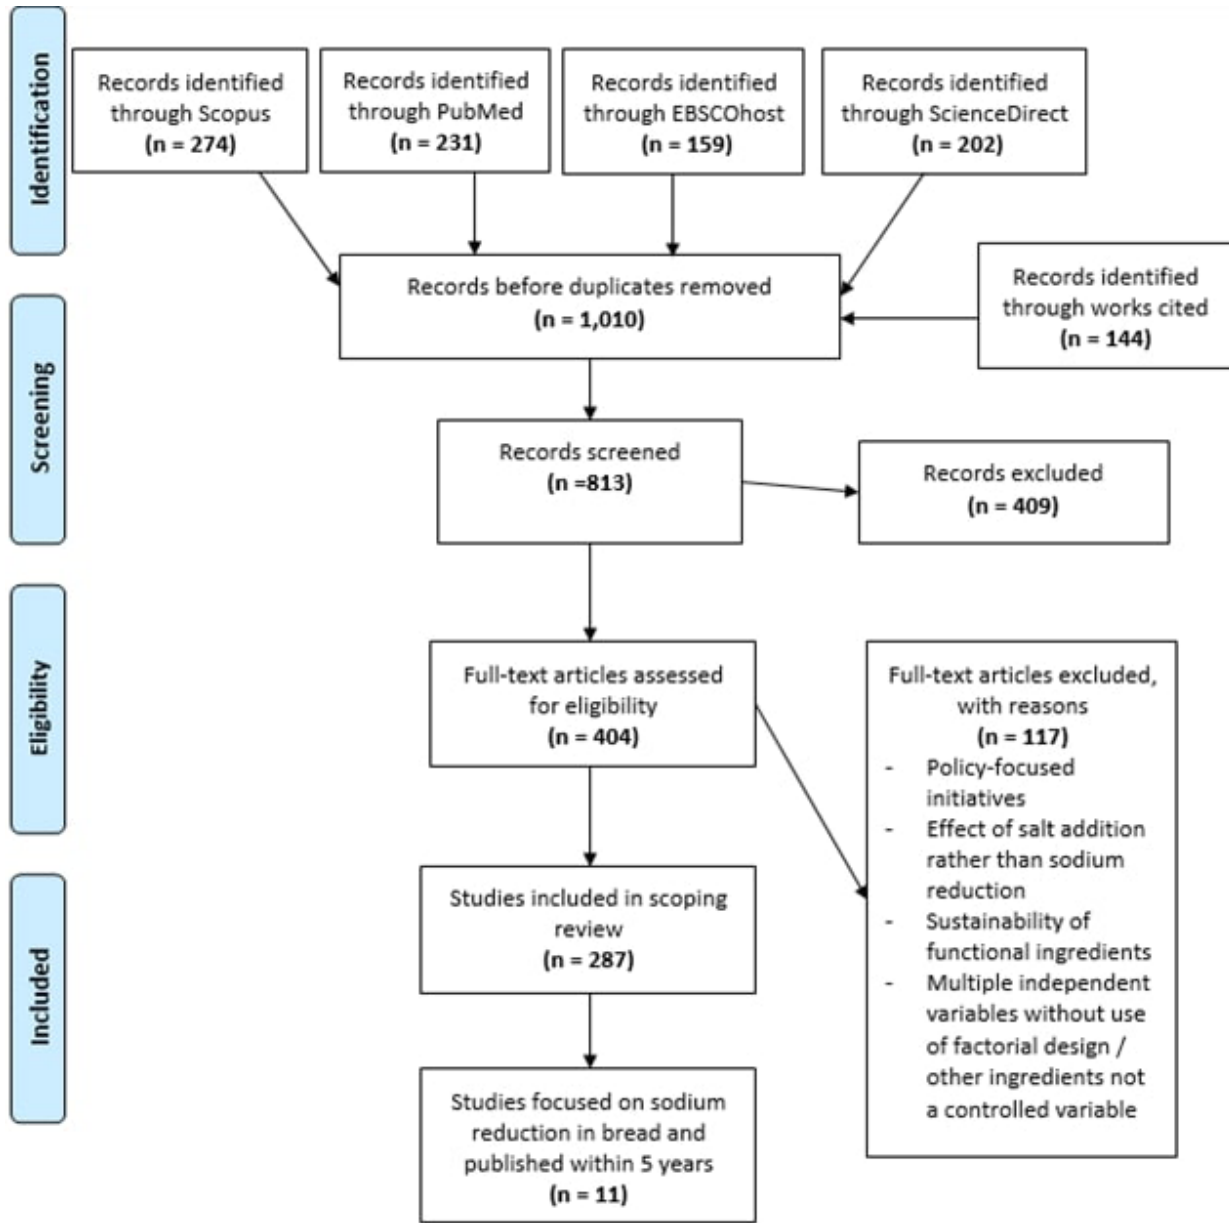 Identification
Records identified
through Scopus
(n = 274)
Records identified
through PubMed
(n = 231)
Records identified
through EBSCOhost
(n = 159)
Records identified
through ScienceDirect
(n = 202)
Records before duplicates removed
(n = 1,010)
Records identified
through works cited
(n = 144)
Screening
Records screened
(n =813)
Records excluded
(n = 409)
Eligibility
Full-text articles assessed
for eligibility
(n = 404)
Full-text articles excluded,
with reasons
(n = 117)
- Policy-focused
initiatives
- Effect of salt addition
rather than sodium
reduction
- Sustainability of
functional ingredients
- Multiple independent
variables without use
of factorial design /
other ingredients not
a controlled variable
Included
Studies included in scoping
review
(n = 287)
Studies focused on sodium
reduction in bread and
published within 5 years
(n = 11)